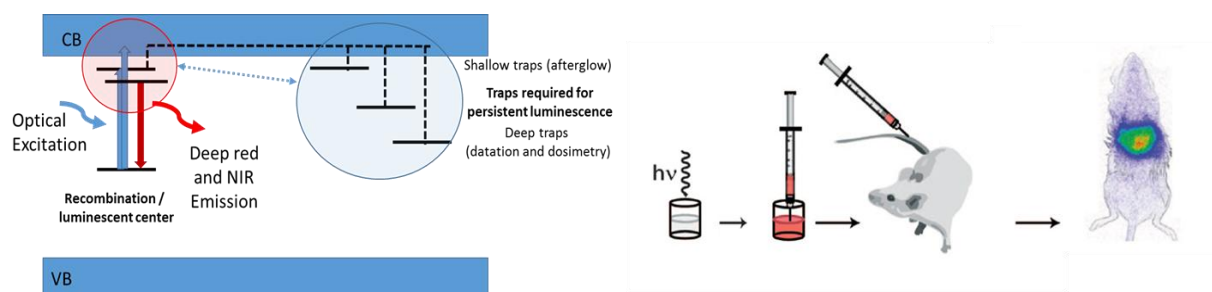 CB
Shallow traps (afterglow)
Traps required for
persistent luminescence
Deep traps
(datation and dosimetry)
Optical
Excitation
Deep red
and NIR
Emission
Recombination /
luminescent center
VB
hν